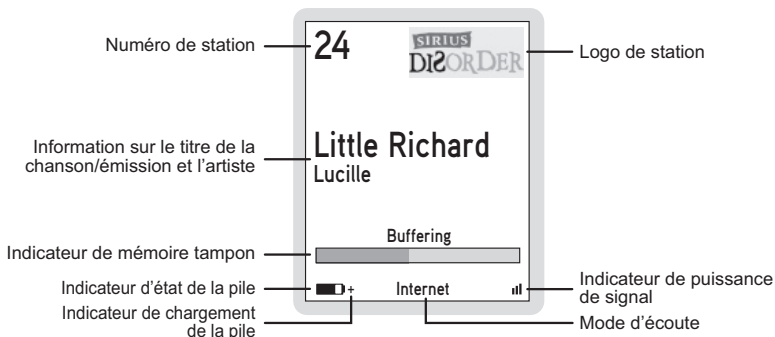 Numéro de station
24
SIRIUS
DISORDER
Logo de station
Information sur le titre de la
chanson/émission et l'artiste
Little Richard
Lucille
Buffering
Indicateur de mémoire tampon
Indicateur d'état de la pile
+
Internet
Indicateur de puissance
de signal
Indicateur de chargement
de la pile
Mode d'écoute